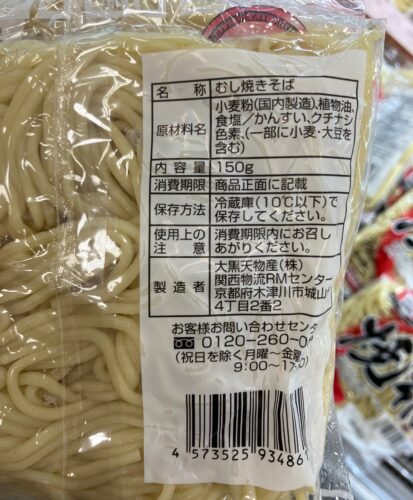 名称 むし焼きそば
原材料名 小麦粉(国内製造)、植物油、
食塩／かんすい、クチナシ
色素、(一部に小麦・大豆を
含む)
内容量 150g
消費期限 商品正面に記載
保存方法 冷蔵庫(10℃以下)で
保存してください。
使用上の注意 消費期限内にお召し
あがりください。
製造者 大黒天物産(株)
関西物流RMセンター
京都府木津川市城山
4丁目2番2
お客様お問い合わせセンタ
0120-260-0
(祝日を除く月曜～金曜
9:00～17:
4 573525 93486